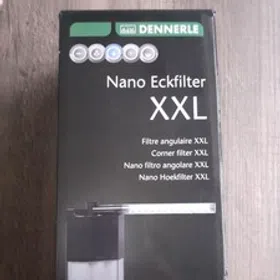 DENNERLE
Nano Eckfilter
XXL
Filtre angulaire XXL
Corner filter XXL
Nano filtro angolare XXL
Nano Hoekfilter XXL